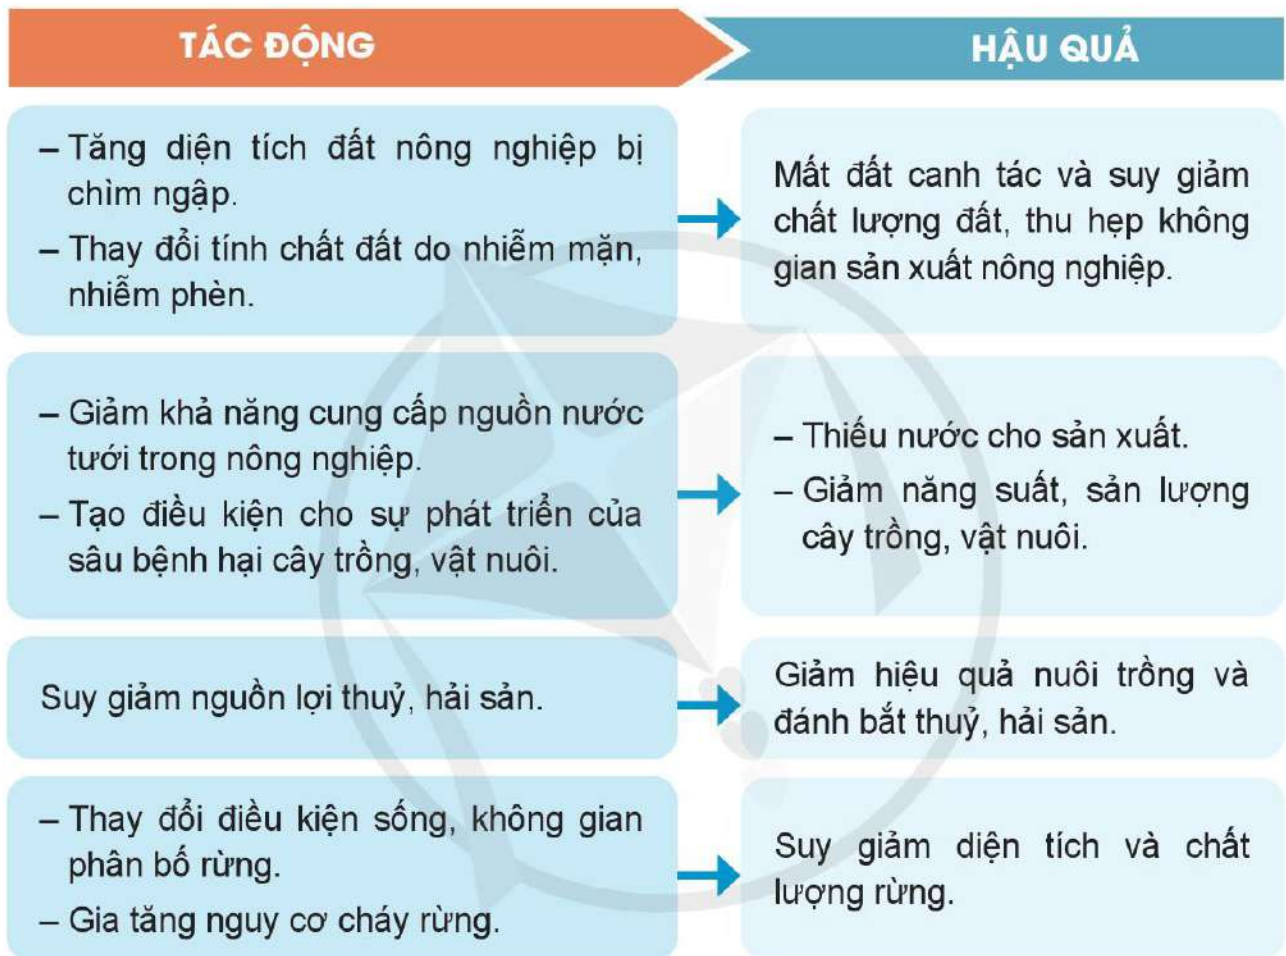 TÁC ĐỘNG
HẬU QUẢ
– Tăng diện tích đất nông nghiệp bị
chìm ngập.
– Thay đổi tính chất đất do nhiễm mặn,
nhiễm phèn.
Mất đất canh tác và suy giảm
chất lượng đất, thu hẹp không
gian sản xuất nông nghiệp.
– Giảm khả năng cung cấp nguồn nước
tưới trong nông nghiệp.
– Tạo điều kiện cho sự phát triển của
sâu bệnh hại cây trồng, vật nuôi.
– Thiếu nước cho sản xuất.
– Giảm năng suất, sản lượng
cây trồng, vật nuôi.
Suy giảm nguồn lợi thuỷ, hải sản.
Giảm hiệu quả nuôi trồng và
đánh bắt thuỷ, hải sản.
– Thay đổi điều kiện sống, không gian
phân bố rừng.
– Gia tăng nguy cơ cháy rừng.
Suy giảm diện tích và chất
lượng rừng.